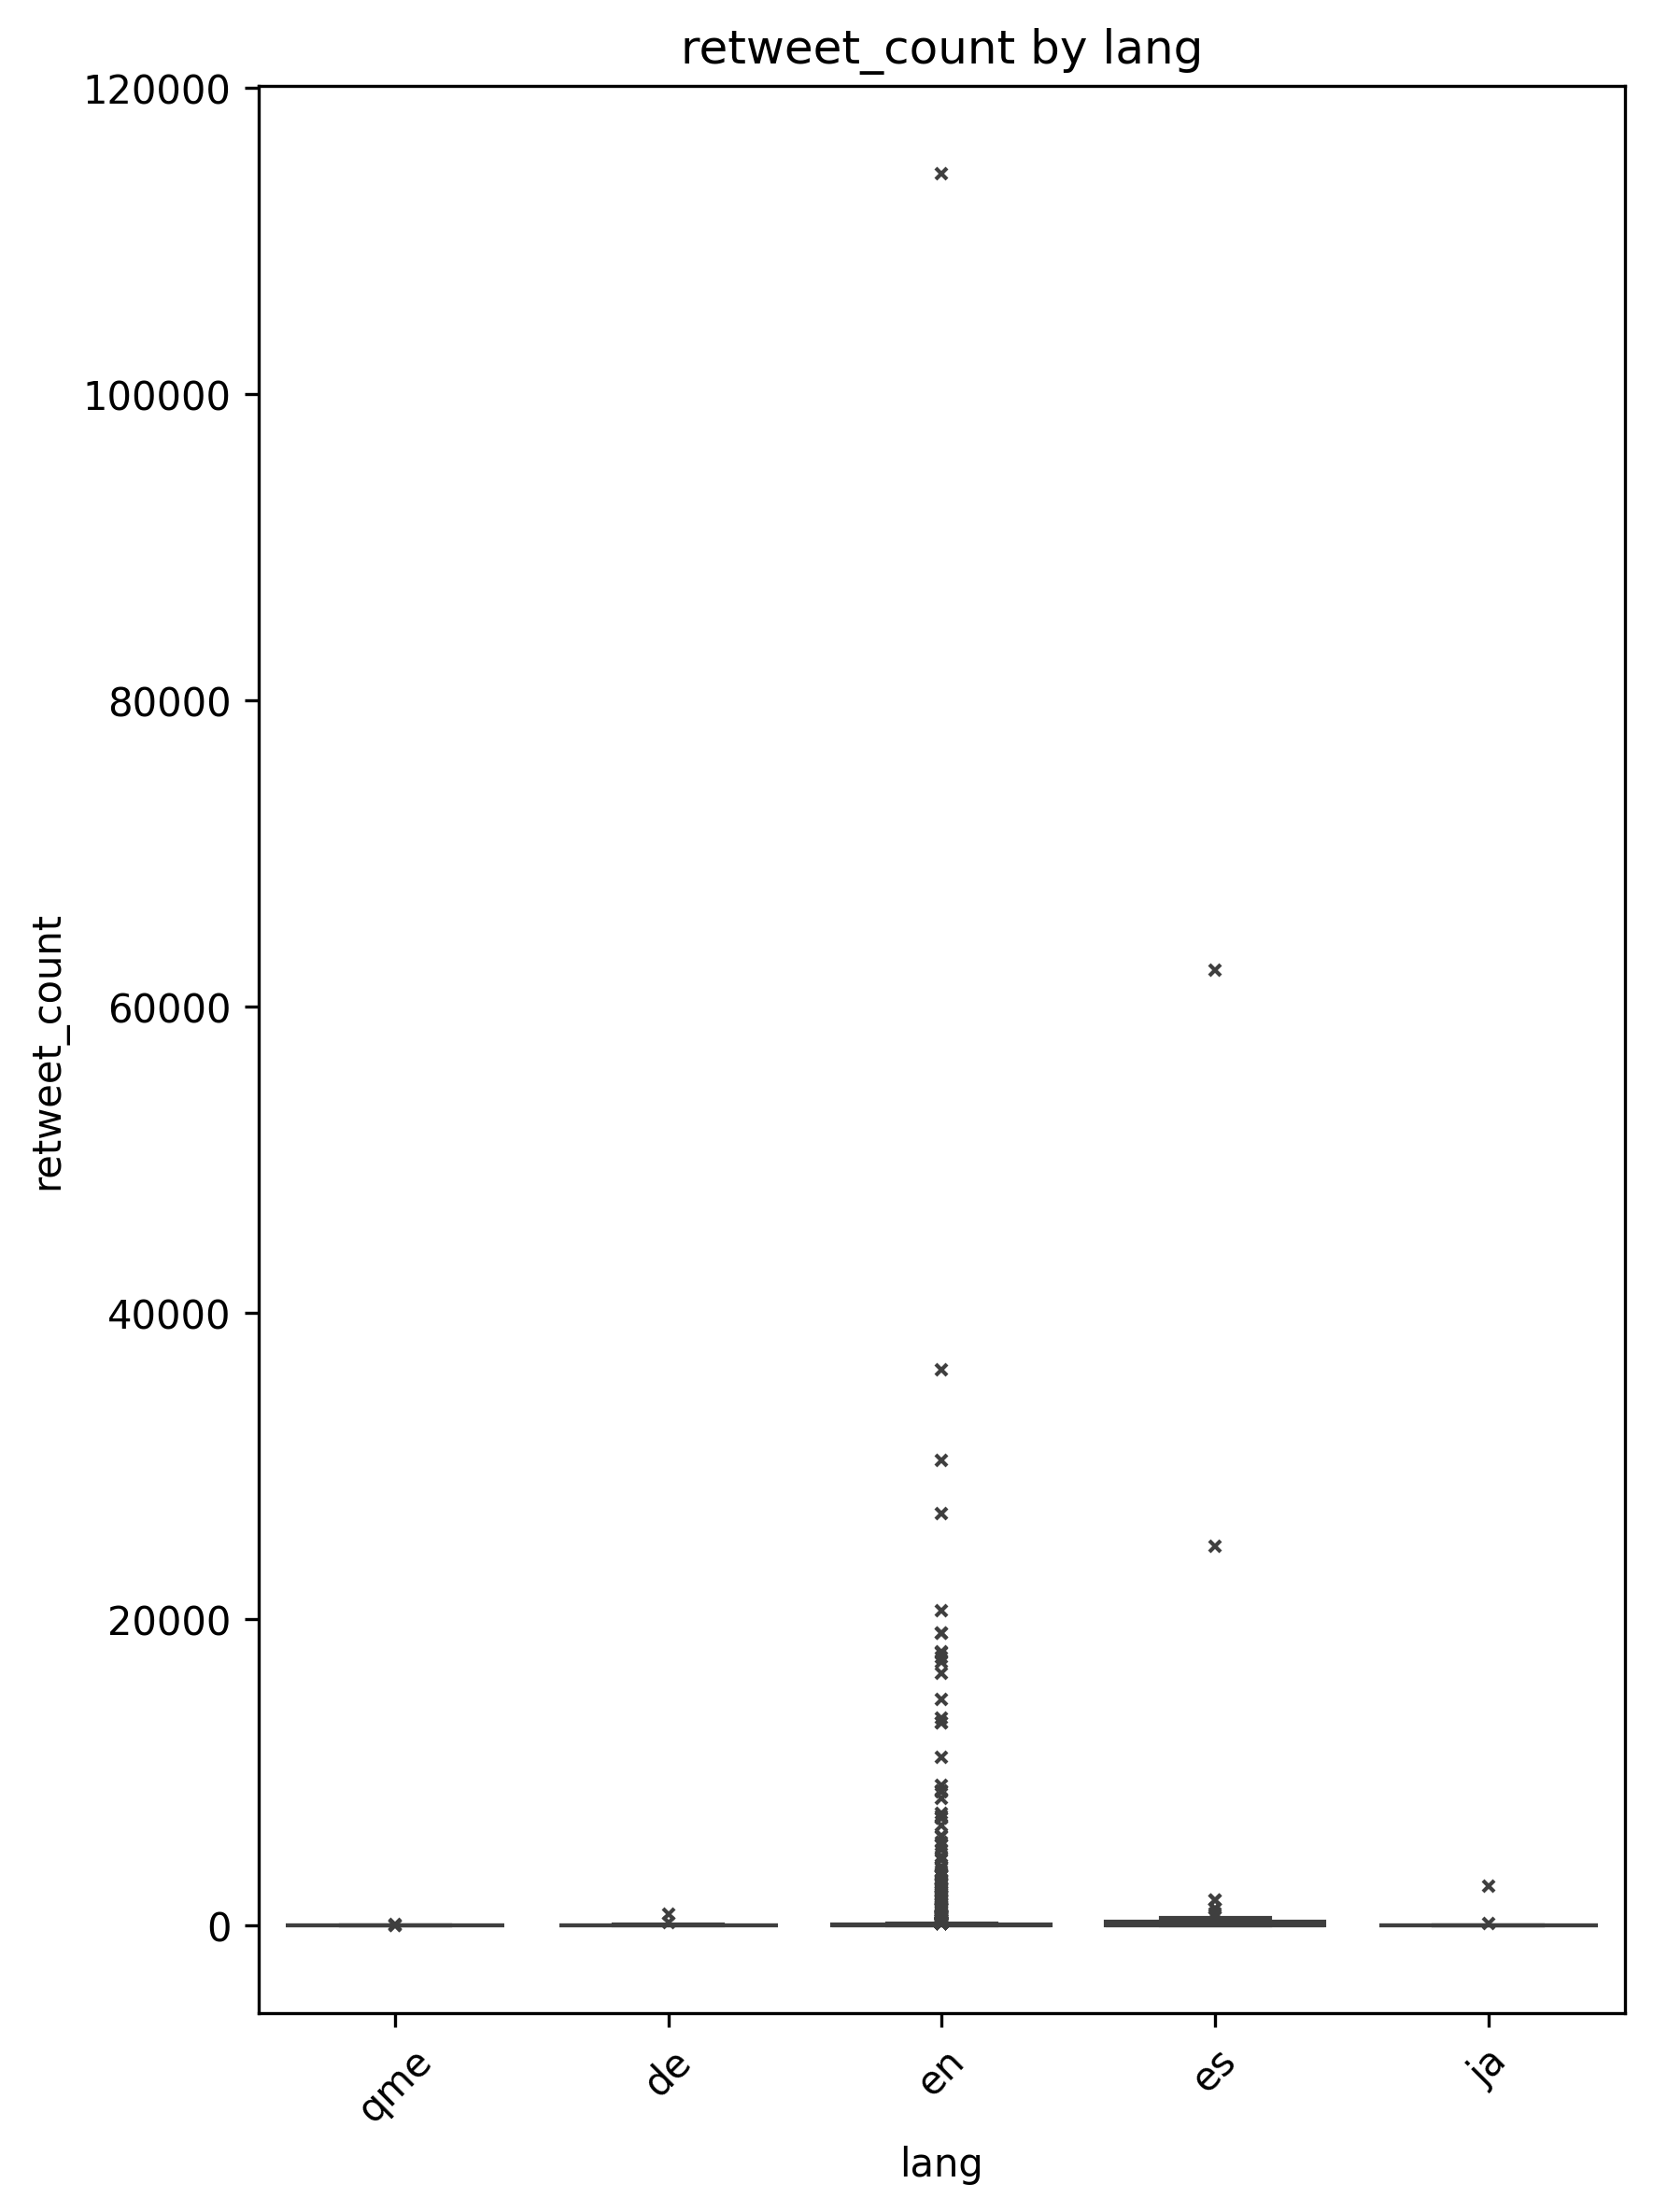 retweet_count by lang
120000
100000
80000
60000
40000
20000
0
retweet_count
qme
de
en
es
ja
lang